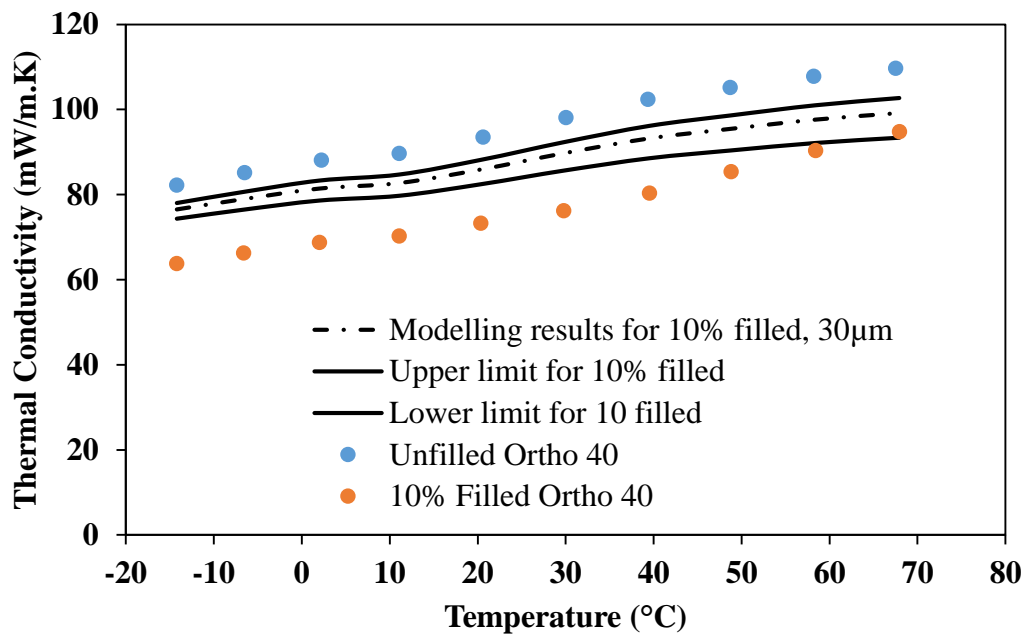 Thermal Conductivity (mW/m.K)
120
100
80
60
40
20
0
Modelling results for 10% filled, 30µm
Upper limit for 10% filled
Lower limit for 10 filled
Unfilled Ortho 40
10% Filled Ortho 40
-20 -10 0 10 20 30 40 50 60 70 80
Temperature (°C)